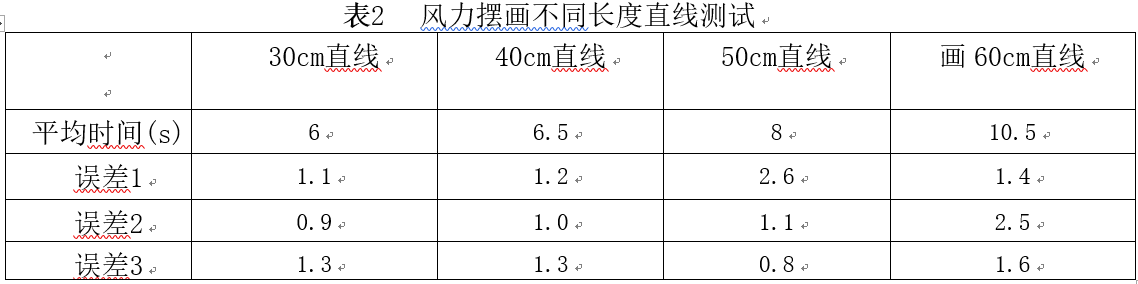 表2 风力摆画不同长度直线测试
30cm直线 40cm直线 50cm直线 画60cm直线
平均时间(s) 6 6.5 8 10.5
误差1 1.1 1.2 2.6 1.4
误差2 0.9 1.0 1.1 2.5
误差3 1.3 1.3 0.8 1.6